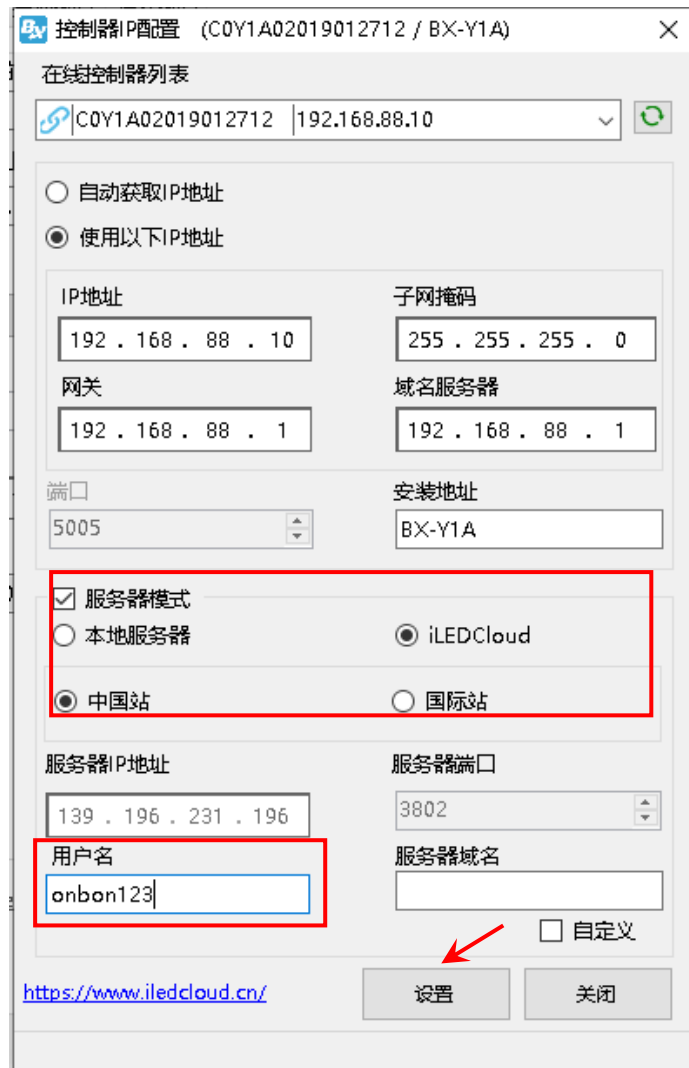 BX 控制器IP配置 (C0Y1A02019012712 / BX-Y1A)
在线控制器列表
C0Y1A02019012712 192.168.88.10
自动获取IP地址
使用以下IP地址
IP地址 子网掩码
192 . 168 . 88 . 10 255 . 255 . 255 . 0
网关 域名服务器
192 . 168 . 88 . 1 192 . 168 . 88 . 1
端口 安装地址
5005 BX-Y1A
服务器模式
本地服务器 iLEDCloud
中国站 国际站
服务器IP地址 服务器端口
139 . 196 . 231 . 196 3802
用户名 服务器域名
onbon123
自定义
https://www.iledcloud.cn/ 设置 关闭